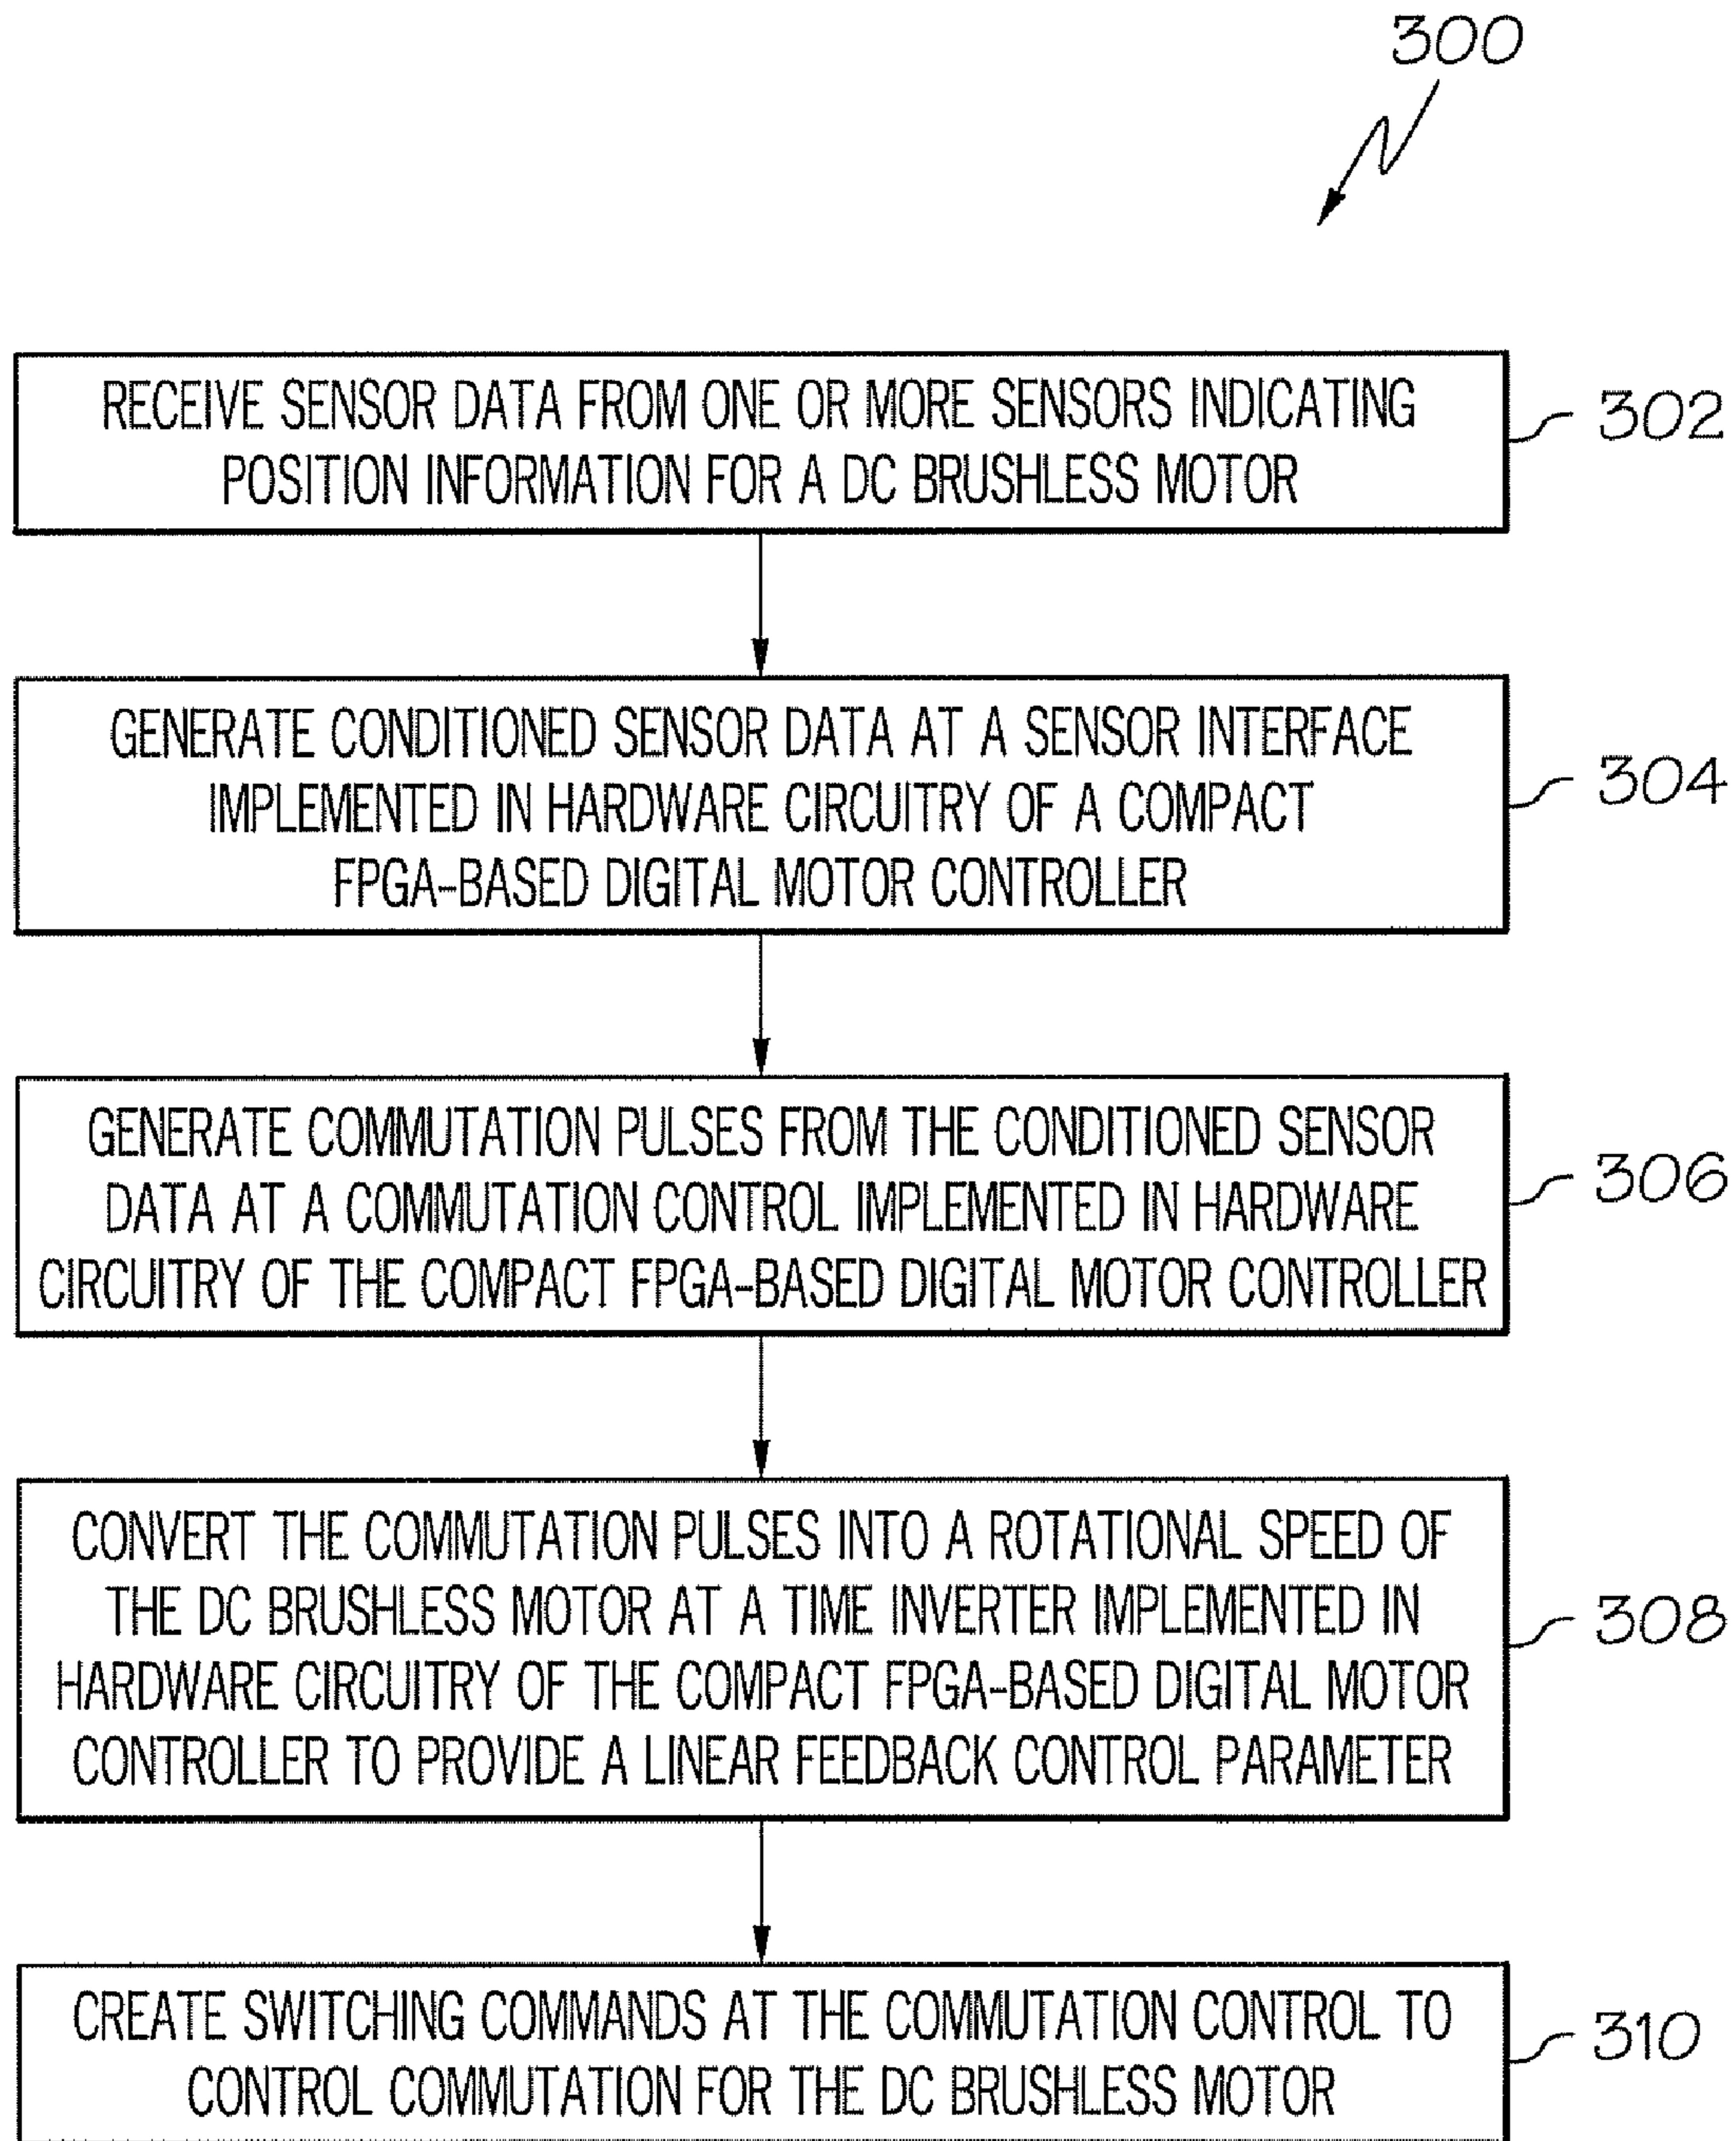 300
RECEIVE SENSOR DATA FROM ONE OR MORE SENSORS INDICATING
POSITION INFORMATION FOR A DC BRUSHLESS MOTOR
302
GENERATE CONDITIONED SENSOR DATA AT A SENSOR INTERFACE
IMPLEMENTED IN HARDWARE CIRCUITRY OF A COMPACT
FPGA-BASED DIGITAL MOTOR CONTROLLER
304
GENERATE COMMUTATION PULSES FROM THE CONDITIONED SENSOR
DATA AT A COMMUTATION CONTROL IMPLEMENTED IN HARDWARE
CIRCUITRY OF THE COMPACT FPGA-BASED DIGITAL MOTOR CONTROLLER
306
CONVERT THE COMMUTATION PULSES INTO A ROTATIONAL SPEED OF
THE DC BRUSHLESS MOTOR AT A TIME INVERTER IMPLEMENTED IN
HARDWARE CIRCUITRY OF THE COMPACT FPGA-BASED DIGITAL MOTOR
CONTROLLER TO PROVIDE A LINEAR FEEDBACK CONTROL PARAMETER
308
CREATE SWITCHING COMMANDS AT THE COMMUTATION CONTROL TO
CONTROL COMMUTATION FOR THE DC BRUSHLESS MOTOR
310